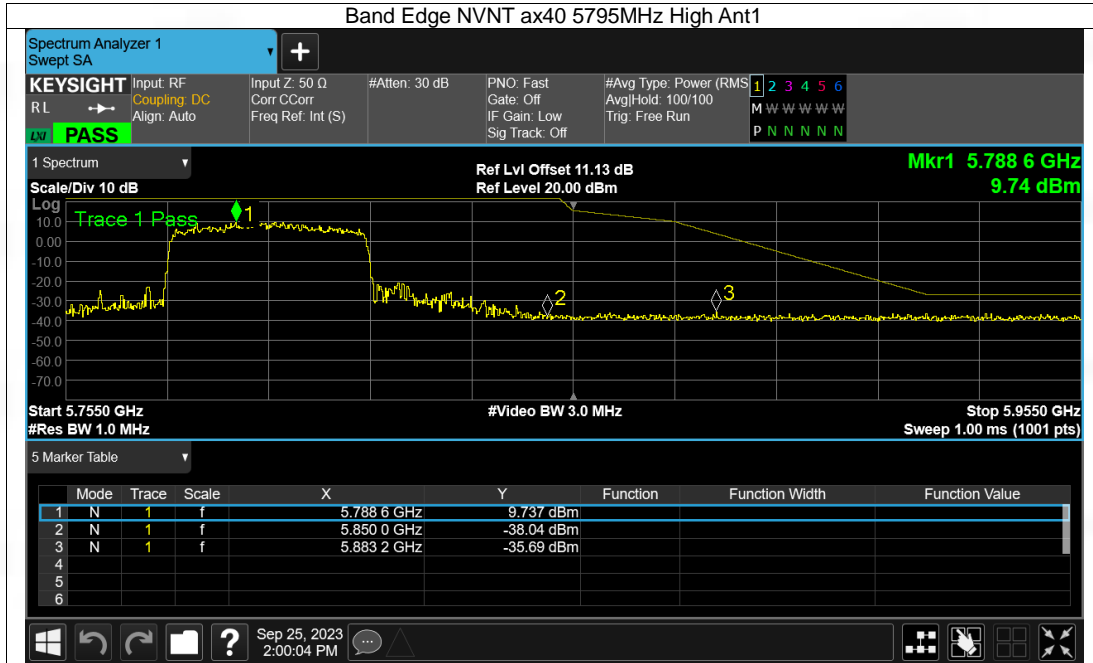 Band Edge NVNT ax40 5795MHz High Ant1
Spectrum Analyzer 1
Swept SA
+
KEYSIGHT
RL
LXI PASS
Input: RF
Coupling: DC
Align: Auto
Input Z: 50 Ω
Corr CCorr
Freq Ref: Int (S)
#Atten: 30 dB
PNO: Fast
Gate: Off
IF Gain: Low
Sig Track: Off
#Avg Type: Power (RMS
Avg|Hold: 100/100
Trig: Free Run
1 2 3 4 5 6
M W W W W W
P N N N N N
1 Spectrum
Scale/Div 10 dB
Ref Lvl Offset 11.13 dB
Ref Level 20.00 dBm
Mkr1 5.788 6 GHz
9.74 dBm
Log
Trace 1 Pass
1
2
3
10.0
0.00
-10.0
-20.0
-30.0
-40.0
-50.0
-60.0
-70.0
Start 5.7550 GHz
#Res BW 1.0 MHz
#Video BW 3.0 MHz
Stop 5.9550 GHz
Sweep 1.00 ms (1001 pts)
5 Marker Table
Mode Trace Scale X Y Function Function Width Function Value
1 N 1 f 5.788 6 GHz 9.737 dBm
2 N 1 f 5.850 0 GHz -38.04 dBm
3 N 1 f 5.883 2 GHz -35.69 dBm
4
5
6
?
Sep 25, 2023
2:00:04 PM